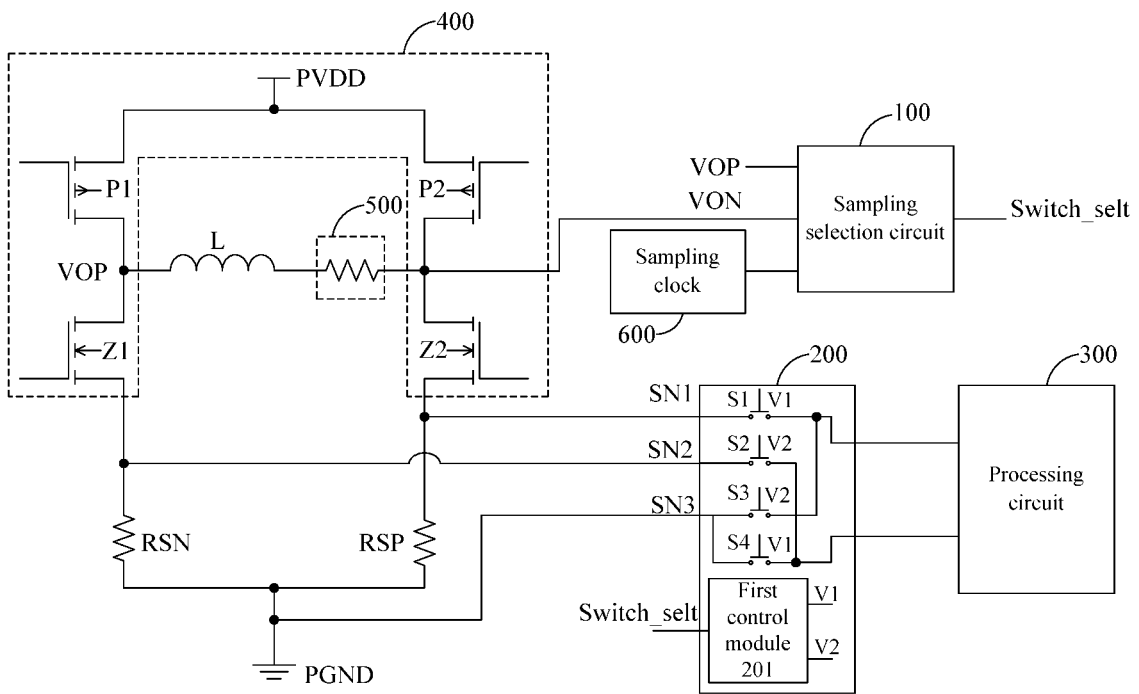 400
PVDD
100
P1
P2
VOP
VON
Sampling
selection circuit
Switch_selt
500
L
VOP
Sampling
clock
600
Z1
Z2
200
300
SN1
S1
V1
SN2
S2
V2
SN3
S3
V2
S4
V1
Processing
circuit
RSN
RSP
First
control
module
201
V1
V2
Switch_selt
PGND